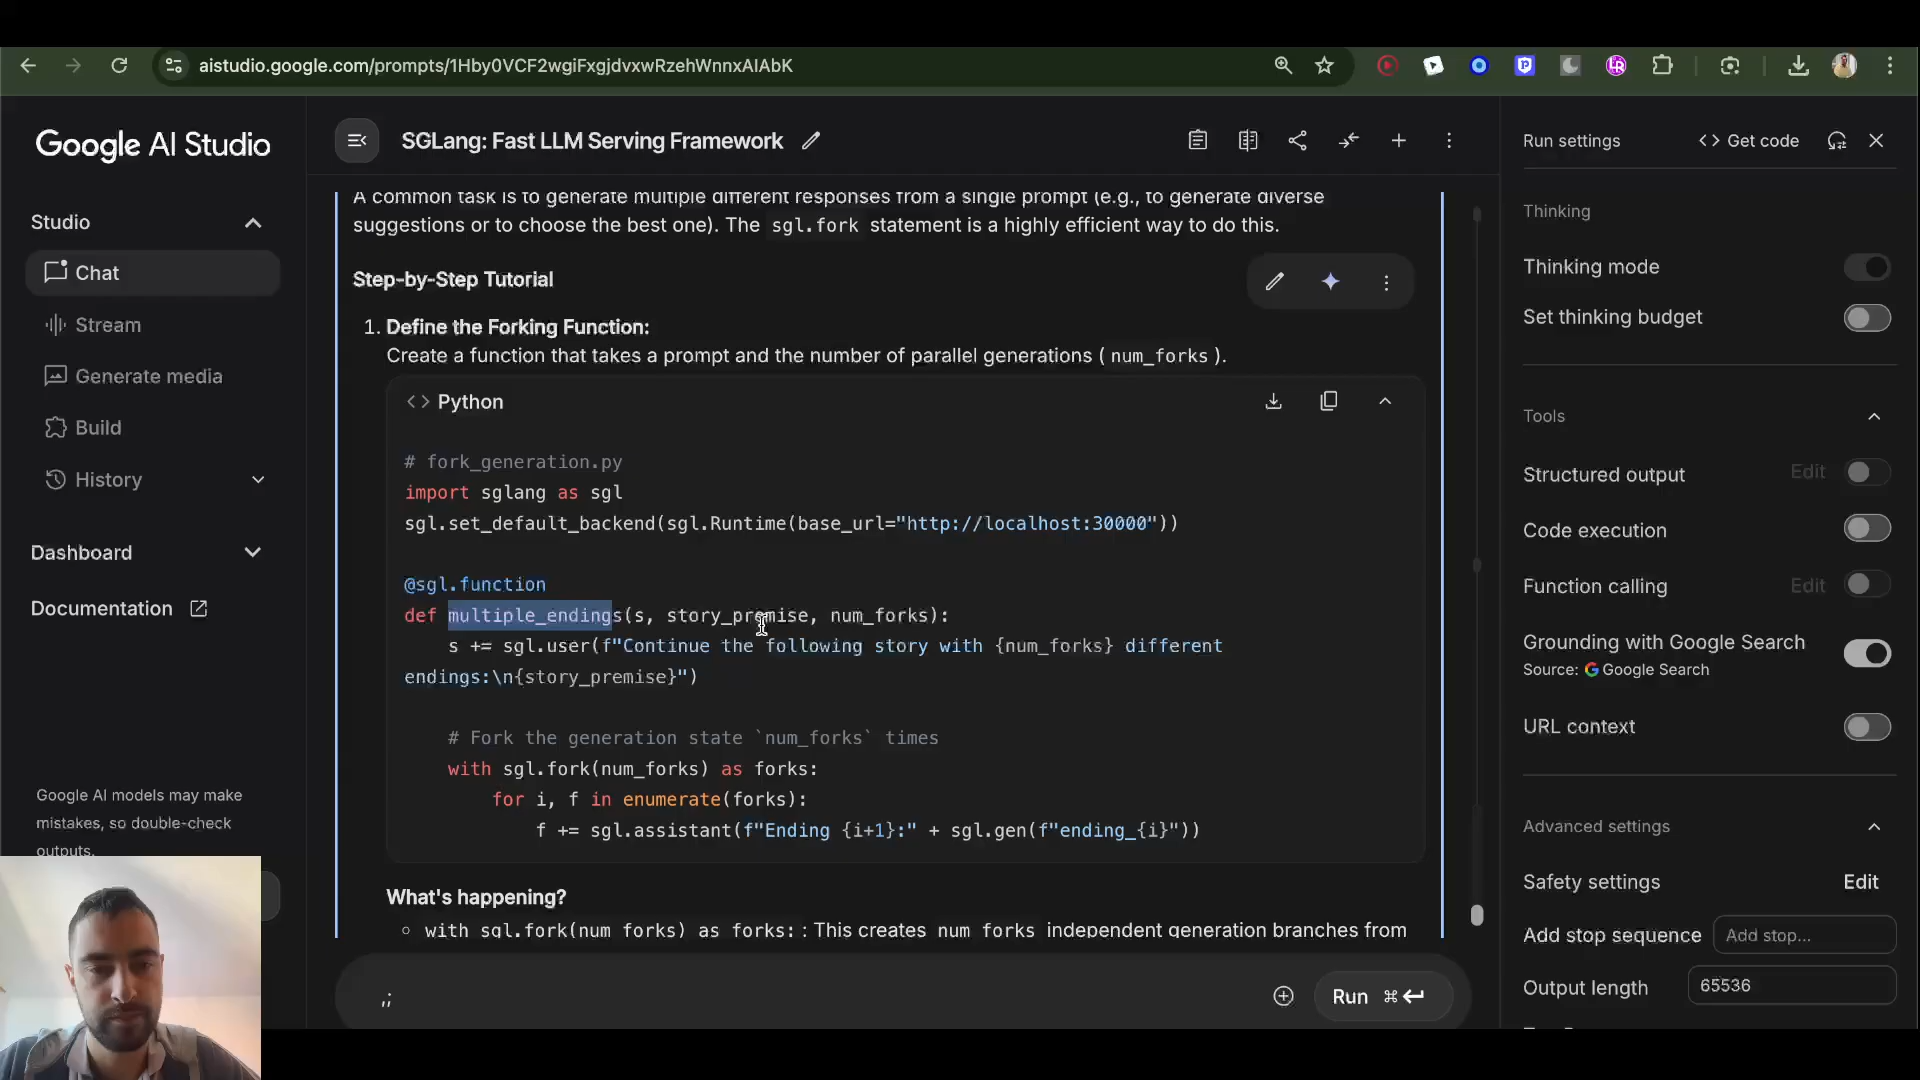 aistudio.google.com/prompts/1Hby0VCF2wgiFxgjdvxwRzehWnnxAlAbK
Google AI Studio
Studio
Chat
Stream
Generate media
Build
History
Dashboard
Documentation
Google AI models may make
mistakes, so double-check
outputs.
SGLang: Fast LLM Serving Framework
A common task is to generate multiple different responses from a single prompt (e.g., to generate diverse
suggestions or to choose the best one). The sgl.fork statement is a highly efficient way to do this.
Step-by-Step Tutorial
1. Define the Forking Function:
Create a function that takes a prompt and the number of parallel generations ( num_forks ).
<> Python
# fork_generation.py
import sglang as sgl
sgl.set_default_backend(sgl.Runtime(base_url="http://localhost:30000"))
@sgl.function
def multiple_endings(s, story_premise, num_forks):
s += sgl.user(f"Continue the following story with {num_forks} different
endings:\n{story_premise}")
# Fork the generation state `num_forks` times
with sgl.fork(num_forks) as forks:
for i, f in enumerate(forks):
f += sgl.assistant(f"Ending {i+1}:" + sgl.gen(f"ending_{i}"))
What's happening?
with sgl.fork(num_forks) as forks: : This creates num_forks independent generation branches from
,;
Run ⌘ ↵
Run settings
<> Get code
Thinking
Thinking mode
Set thinking budget
Tools
Structured output Edit
Code execution
Function calling Edit
Grounding with Google Search
Source: G Google Search
URL context
Advanced settings
Safety settings Edit
Add stop sequence Add stop...
Output length 65536